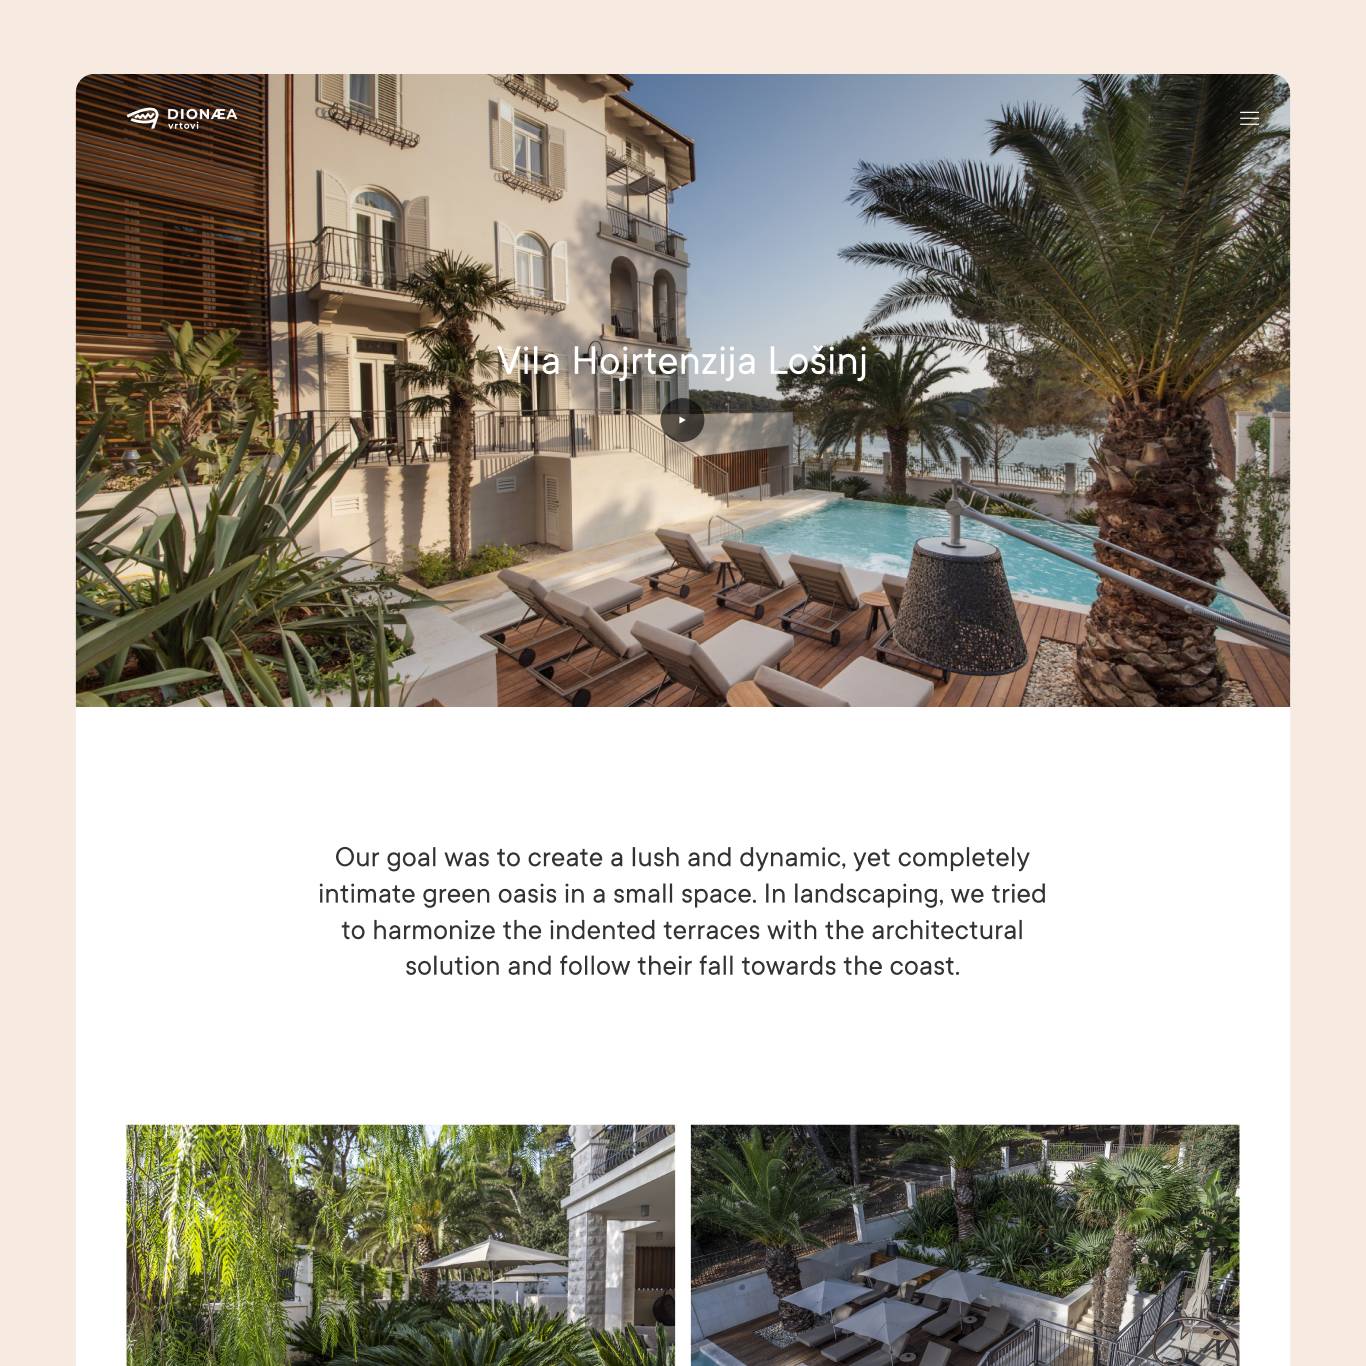 DIONÆA
vrtovi
Vila Hojrtenzija Lošinj
Our goal was to create a lush and dynamic, yet completely
intimate green oasis in a small space. In landscaping, we tried
to harmonize the indented terraces with the architectural
solution and follow their fall towards the coast.